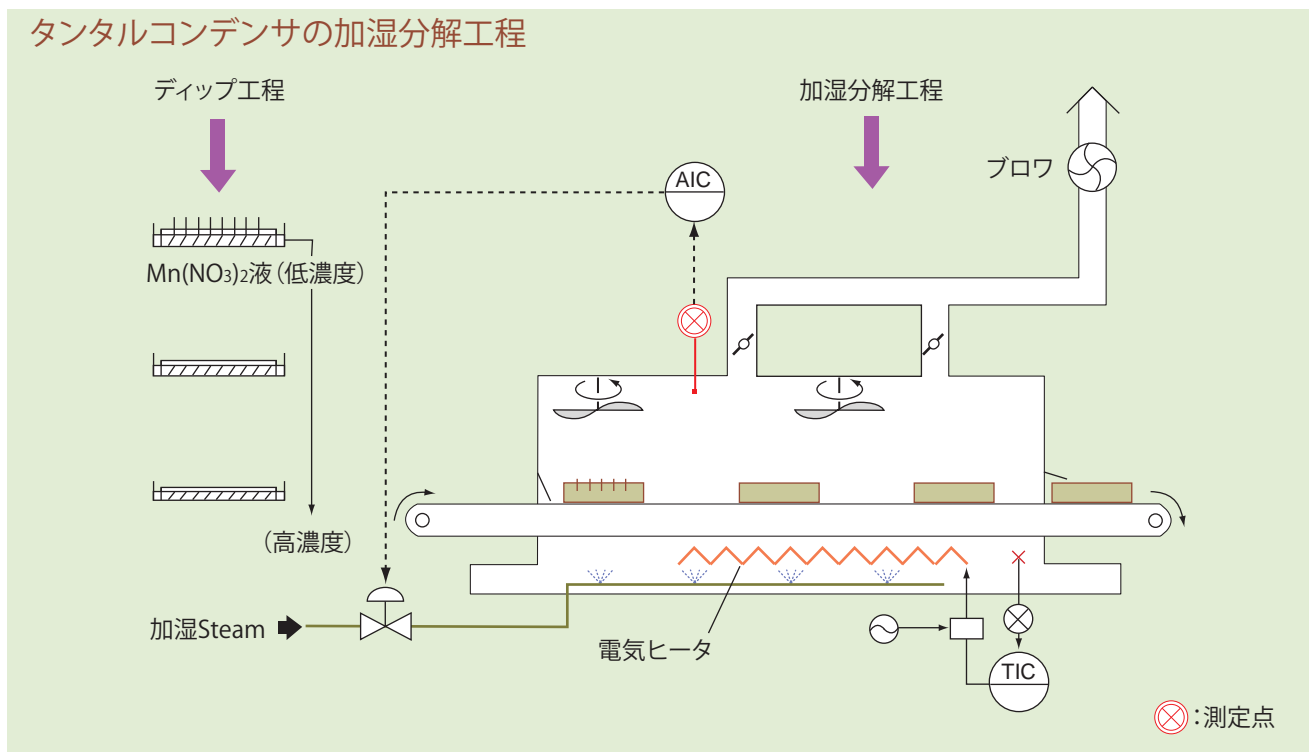 タンタルコンデンサの加湿分解工程
ディップ工程
加湿分解工程
ブロワ
AIC
Mn(NO3)2液(低濃度)
(高濃度)
加湿Steam
電気ヒータ
TIC
:測定点